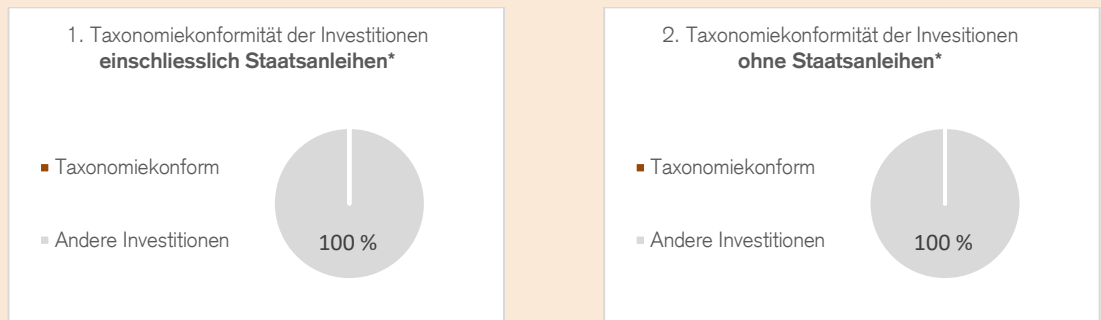 1. Taxonomiekonformität der Investitionen
einschliesslich Staatsanleihen*
Taxonomiekonform
Andere Investitionen
100 %
2. Taxonomiekonformität der Invesitionen
ohne Staatsanleihen*
Taxonomiekonform
Andere Investitionen
100 %